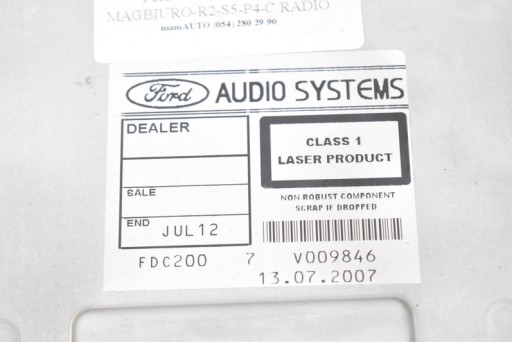 MAGBIURO-R2-S5-P4-C RADIO
mamAUTO (054) 280 29 90
Ford AUDIO SYSTEMS
DEALER
SALE
END JUL12
CLASS 1
LASER PRODUCT
NON ROBUST COMPONENT
SCRAP IF DROPPED
FDC200 7 V009846
13.07.2007